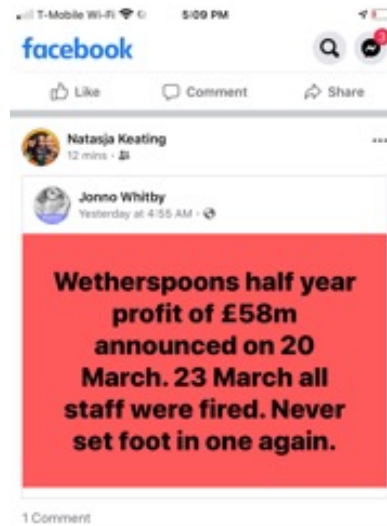 T-Mobile Wi-Fi 5:09 PM
facebook
3
Like Comment Share
Natasja Keating
12 mins ·
Jonno Whitby
Yesterday at 4:55 AM ·
Wetherspoons half year
profit of £58m
announced on 20
March. 23 March all
staff were fired. Never
set foot in one again.
1 Comment